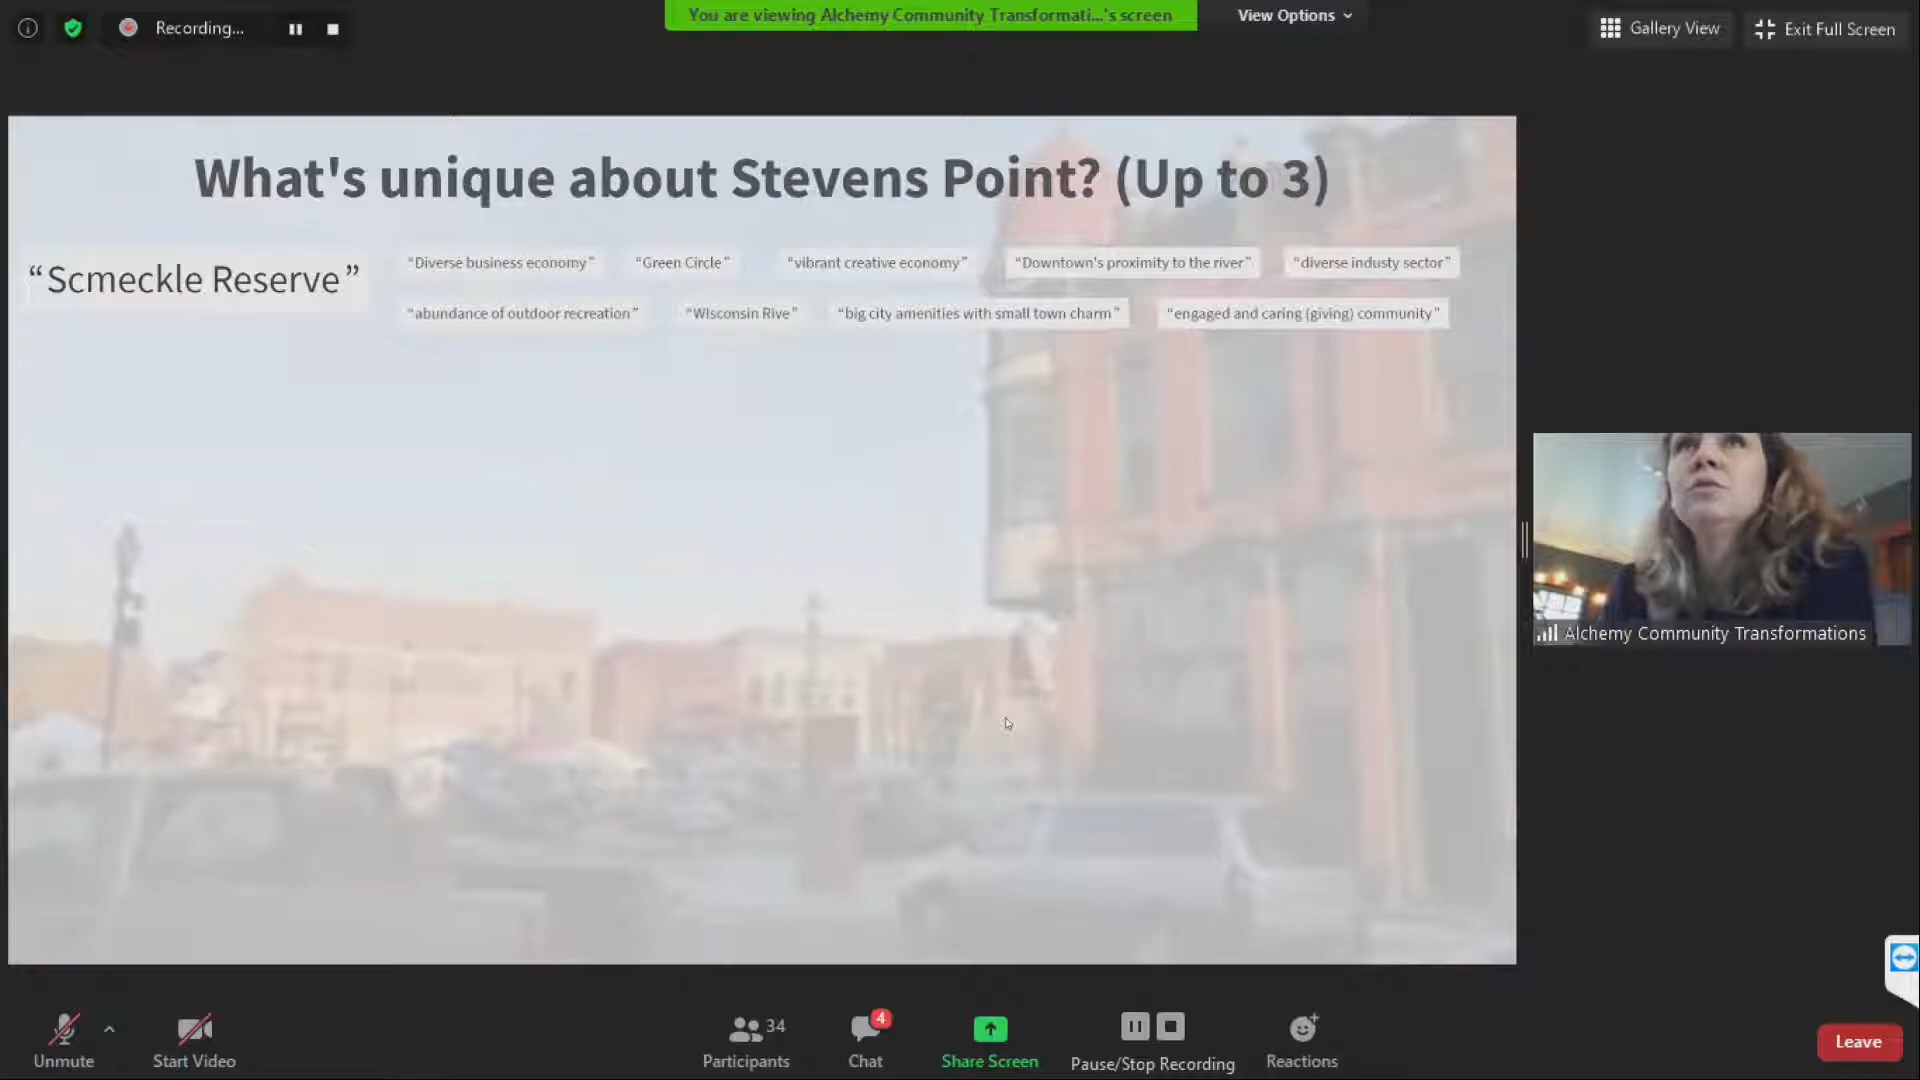 Recording...
You are viewing Alchemy Community Transformati...'s screen
View Options
Gallery View
Exit Full Screen
What's unique about Stevens Point? (Up to 3)
“Scmeckle Reserve”
“Diverse business economy”
“Green Circle”
“vibrant creative economy”
“Downtown's proximity to the river”
“diverse industy sector”
“abundance of outdoor recreation”
“WIsconsin Rive”
“big city amenities with small town charm”
“engaged and caring (giving) community”
Alchemy Community Transformations
Unmute
Start Video
34
Participants
4
Chat
Share Screen
Pause/Stop Recording
Reactions
Leave